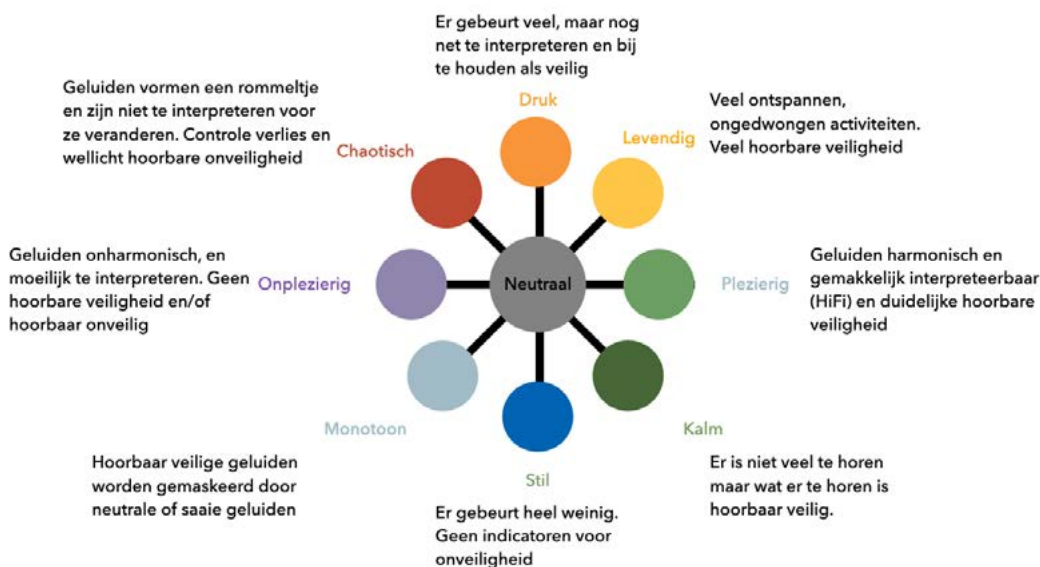 Er gebeurt veel, maar nog
net te interpreteren en bij
te houden als veilig
Druk
Geluiden vormen een rommeltje
en zijn niet te interpreteren voor
ze veranderen. Controle verlies en
wellicht hoorbare onveiligheid
Chaotisch
Veel ontspannen,
ongedwongen activiteiten.
Veel hoorbare veiligheid
Levendig
Geluiden onharmonisch, en
moeilijk te interpreteren. Geen
hoorbare veiligheid en/of
hoorbaar onveilig
Onplezierig
Neutraal
Plezierig
Geluiden harmonisch en
gemakkelijk interpreteerbaar
(HiFi) en duidelijke hoorbare
veiligheid
Monotoon
Hoorbaar veilige geluiden
worden gemaskeerd door
neutrale of saaie geluiden
Stil
Er gebeurt heel weinig.
Geen indicatoren voor
onveiligheid
Kalm
Er is niet veel te horen
maar wat er te horen is
hoorbaar veilig.